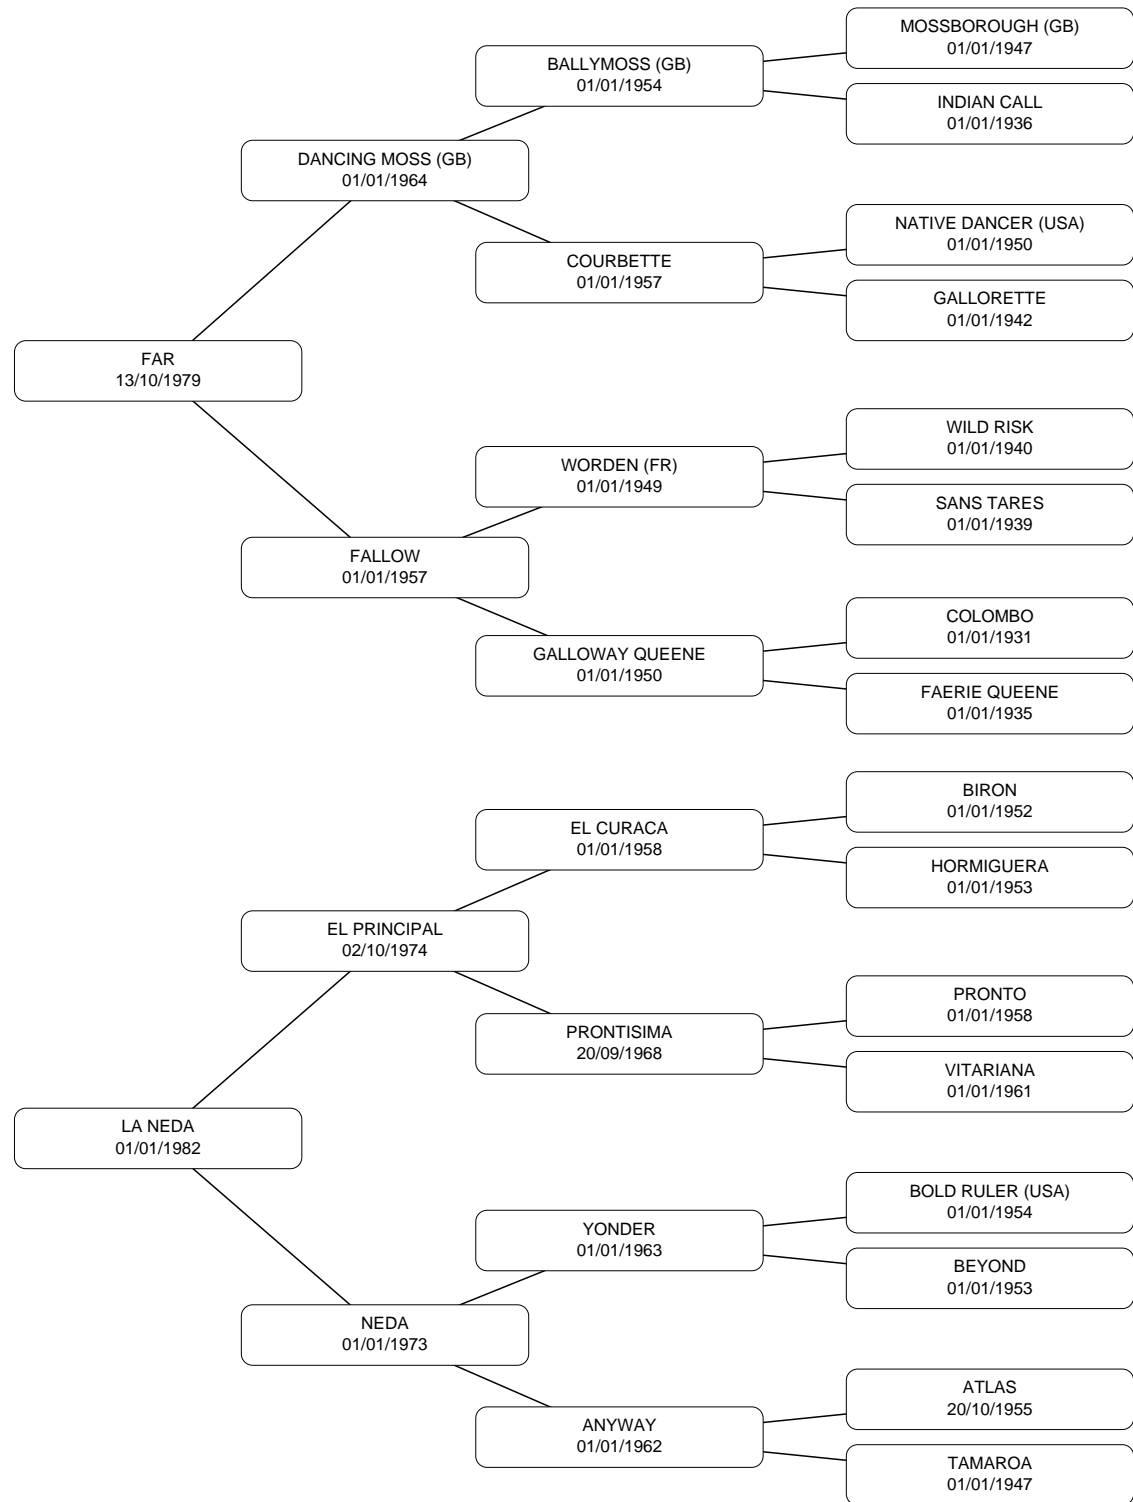 MOSSBOROUGH (GB)
01/01/1947
BALLYMOSS (GB)
01/01/1954
INDIAN CALL
01/01/1936
DANCING MOSS (GB)
01/01/1964
NATIVE DANCER (USA)
01/01/1950
COURBETTE
01/01/1957
GALLORETTE
01/01/1942
FAR
13/10/1979
WILD RISK
01/01/1940
WORDEN (FR)
01/01/1949
SANS TARES
01/01/1939
FALLOW
01/01/1957
COLOMBO
01/01/1931
GALLOWAY QUEENE
01/01/1950
FAERIE QUEENE
01/01/1935
BIRON
01/01/1952
EL CURACA
01/01/1958
HORMIGUERA
01/01/1953
EL PRINCIPAL
02/10/1974
PRONTO
01/01/1958
PRONTISIMA
20/09/1968
VITARIANA
01/01/1961
LA NEDA
01/01/1982
BOLD RULER (USA)
01/01/1954
YONDER
01/01/1963
BEYOND
01/01/1953
NEDA
01/01/1973
ATLAS
20/10/1955
ANYWAY
01/01/1962
TAMAROA
01/01/1947